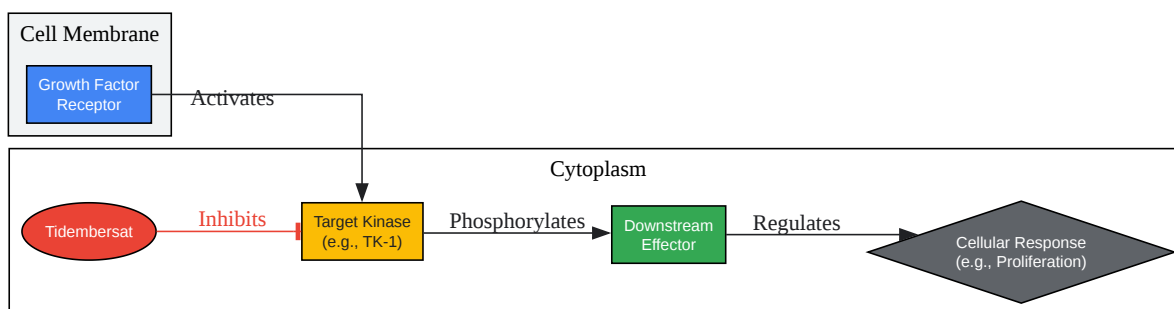 Cell Membrane
Growth Factor
Receptor
Activates
Cytoplasm
Tidembersat
Inhibits
Target Kinase
(e.g., TK-1)
Phosphorylates
Downstream
Effector
Regulates
Cellular Response
(e.g., Proliferation)